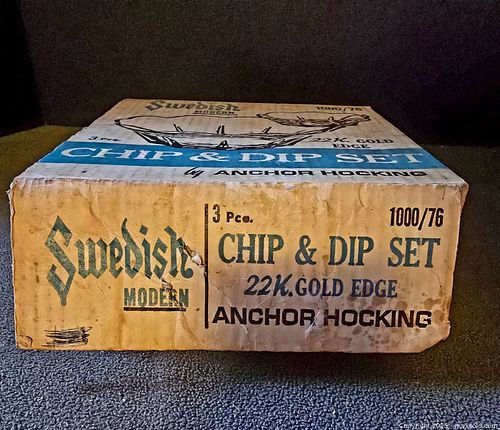 Swedish
MODERN
1000/76
3 Pce.
22K. GOLD
EDGE
CHIP & DIP SET
by ANCHOR HOCKING
Swedish
MODERN
3 Pce.
1000/76
CHIP & DIP SET
22K. GOLD EDGE
ANCHOR HOCKING